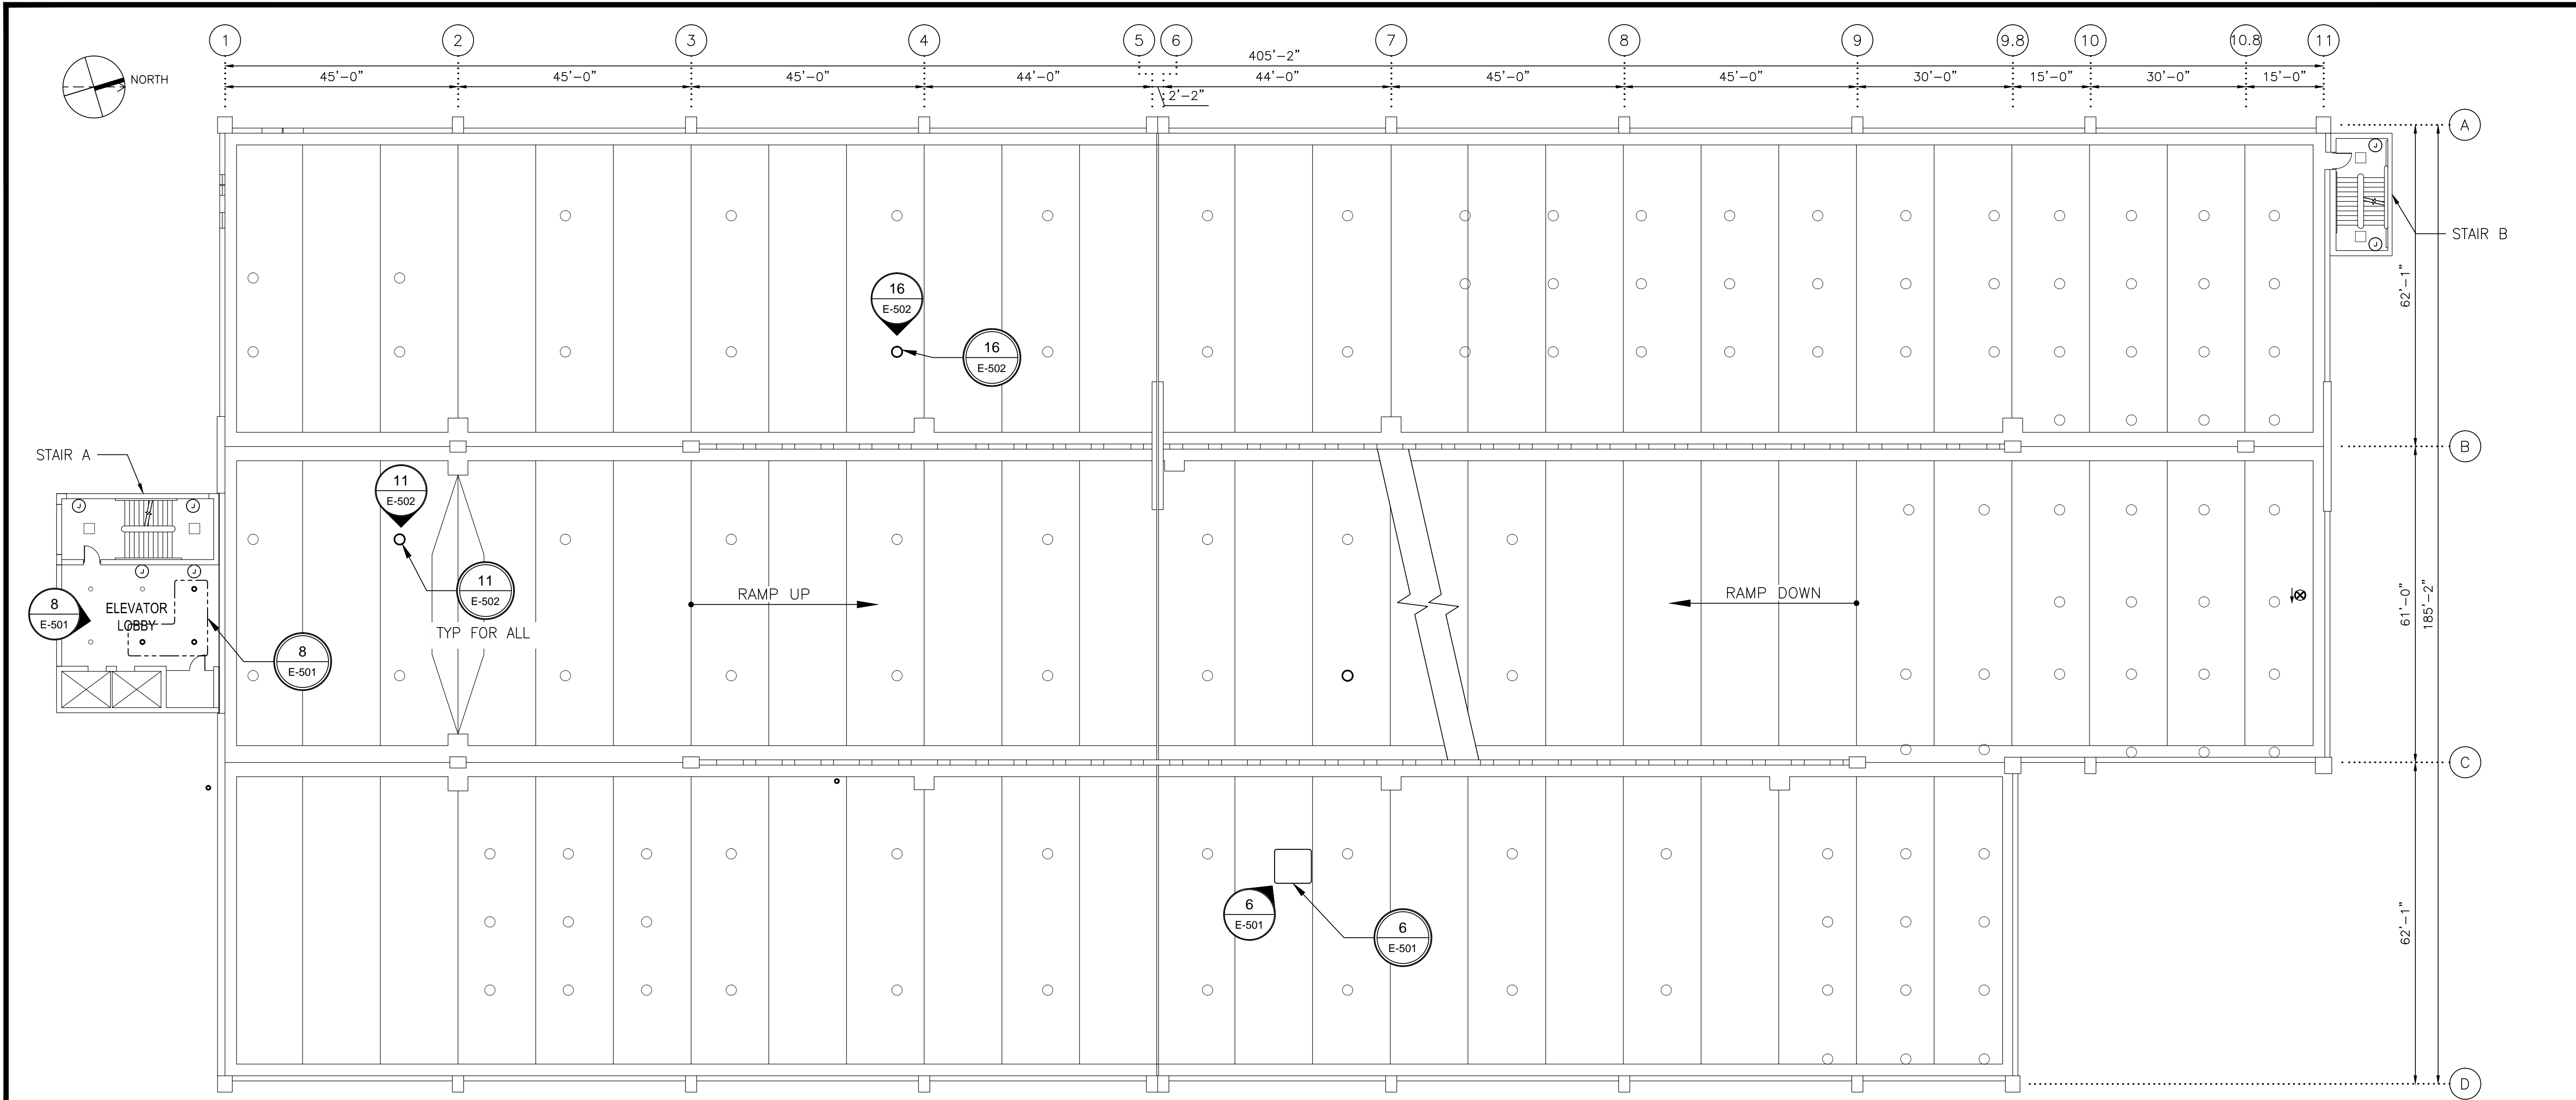 1 2 3 4 5 6 7 8 9 9.8 10 10.8 11
405'-2"
NORTH
45'-0" 45'-0" 45'-0" 44'-0" 44'-0" 45'-0" 45'-0" 30'-0" 15'-0" 30'-0" 15'-0"
2'-2"
A
J
STAIR B
J
62'-1"
16
E-502
16
E-502
STAIR A
B
11
E-502
J J
11
E-502
J J
RAMP UP
RAMP DOWN
61'-0"
185'-2"
8
E-501
ELEVATOR
LOBBY
TYP FOR ALL
8
E-501
C
6
E-501
6
E-501
62'-1"
D